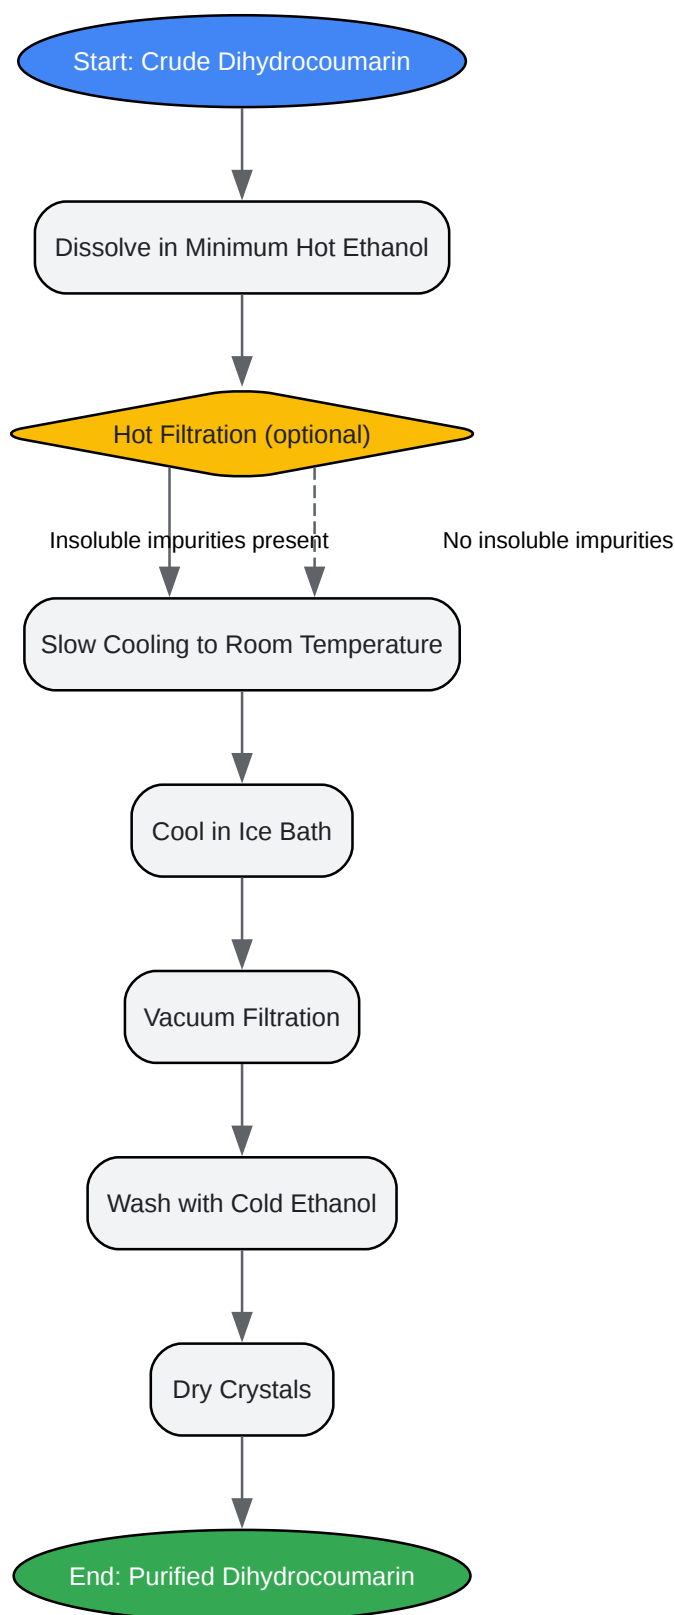 Start: Crude Dihydrocoumarin
Dissolve in Minimum Hot Ethanol
Hot Filtration (optional)
Insoluble impurities present
No insoluble impurities
Slow Cooling to Room Temperature
Cool in Ice Bath
Vacuum Filtration
Wash with Cold Ethanol
Dry Crystals
End: Purified Dihydrocoumarin